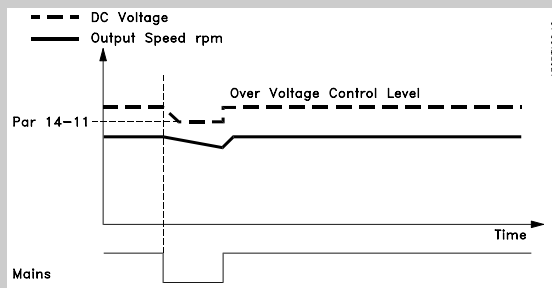 DC Voltage
Output Speed rpm
Over Voltage Control Level
Par 14-11
Time
Mains